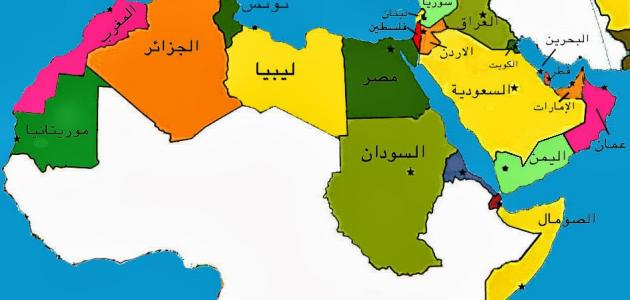 تونس
سوريا
لبنان
فلسطين
العراق
المغرب
الجزائر
ليبيا
مصر
الاردن
الكويت
البحرين
قطر
السعودية
الإمارات
موريتانيا
السودان
عمان
اليمن
الصومال